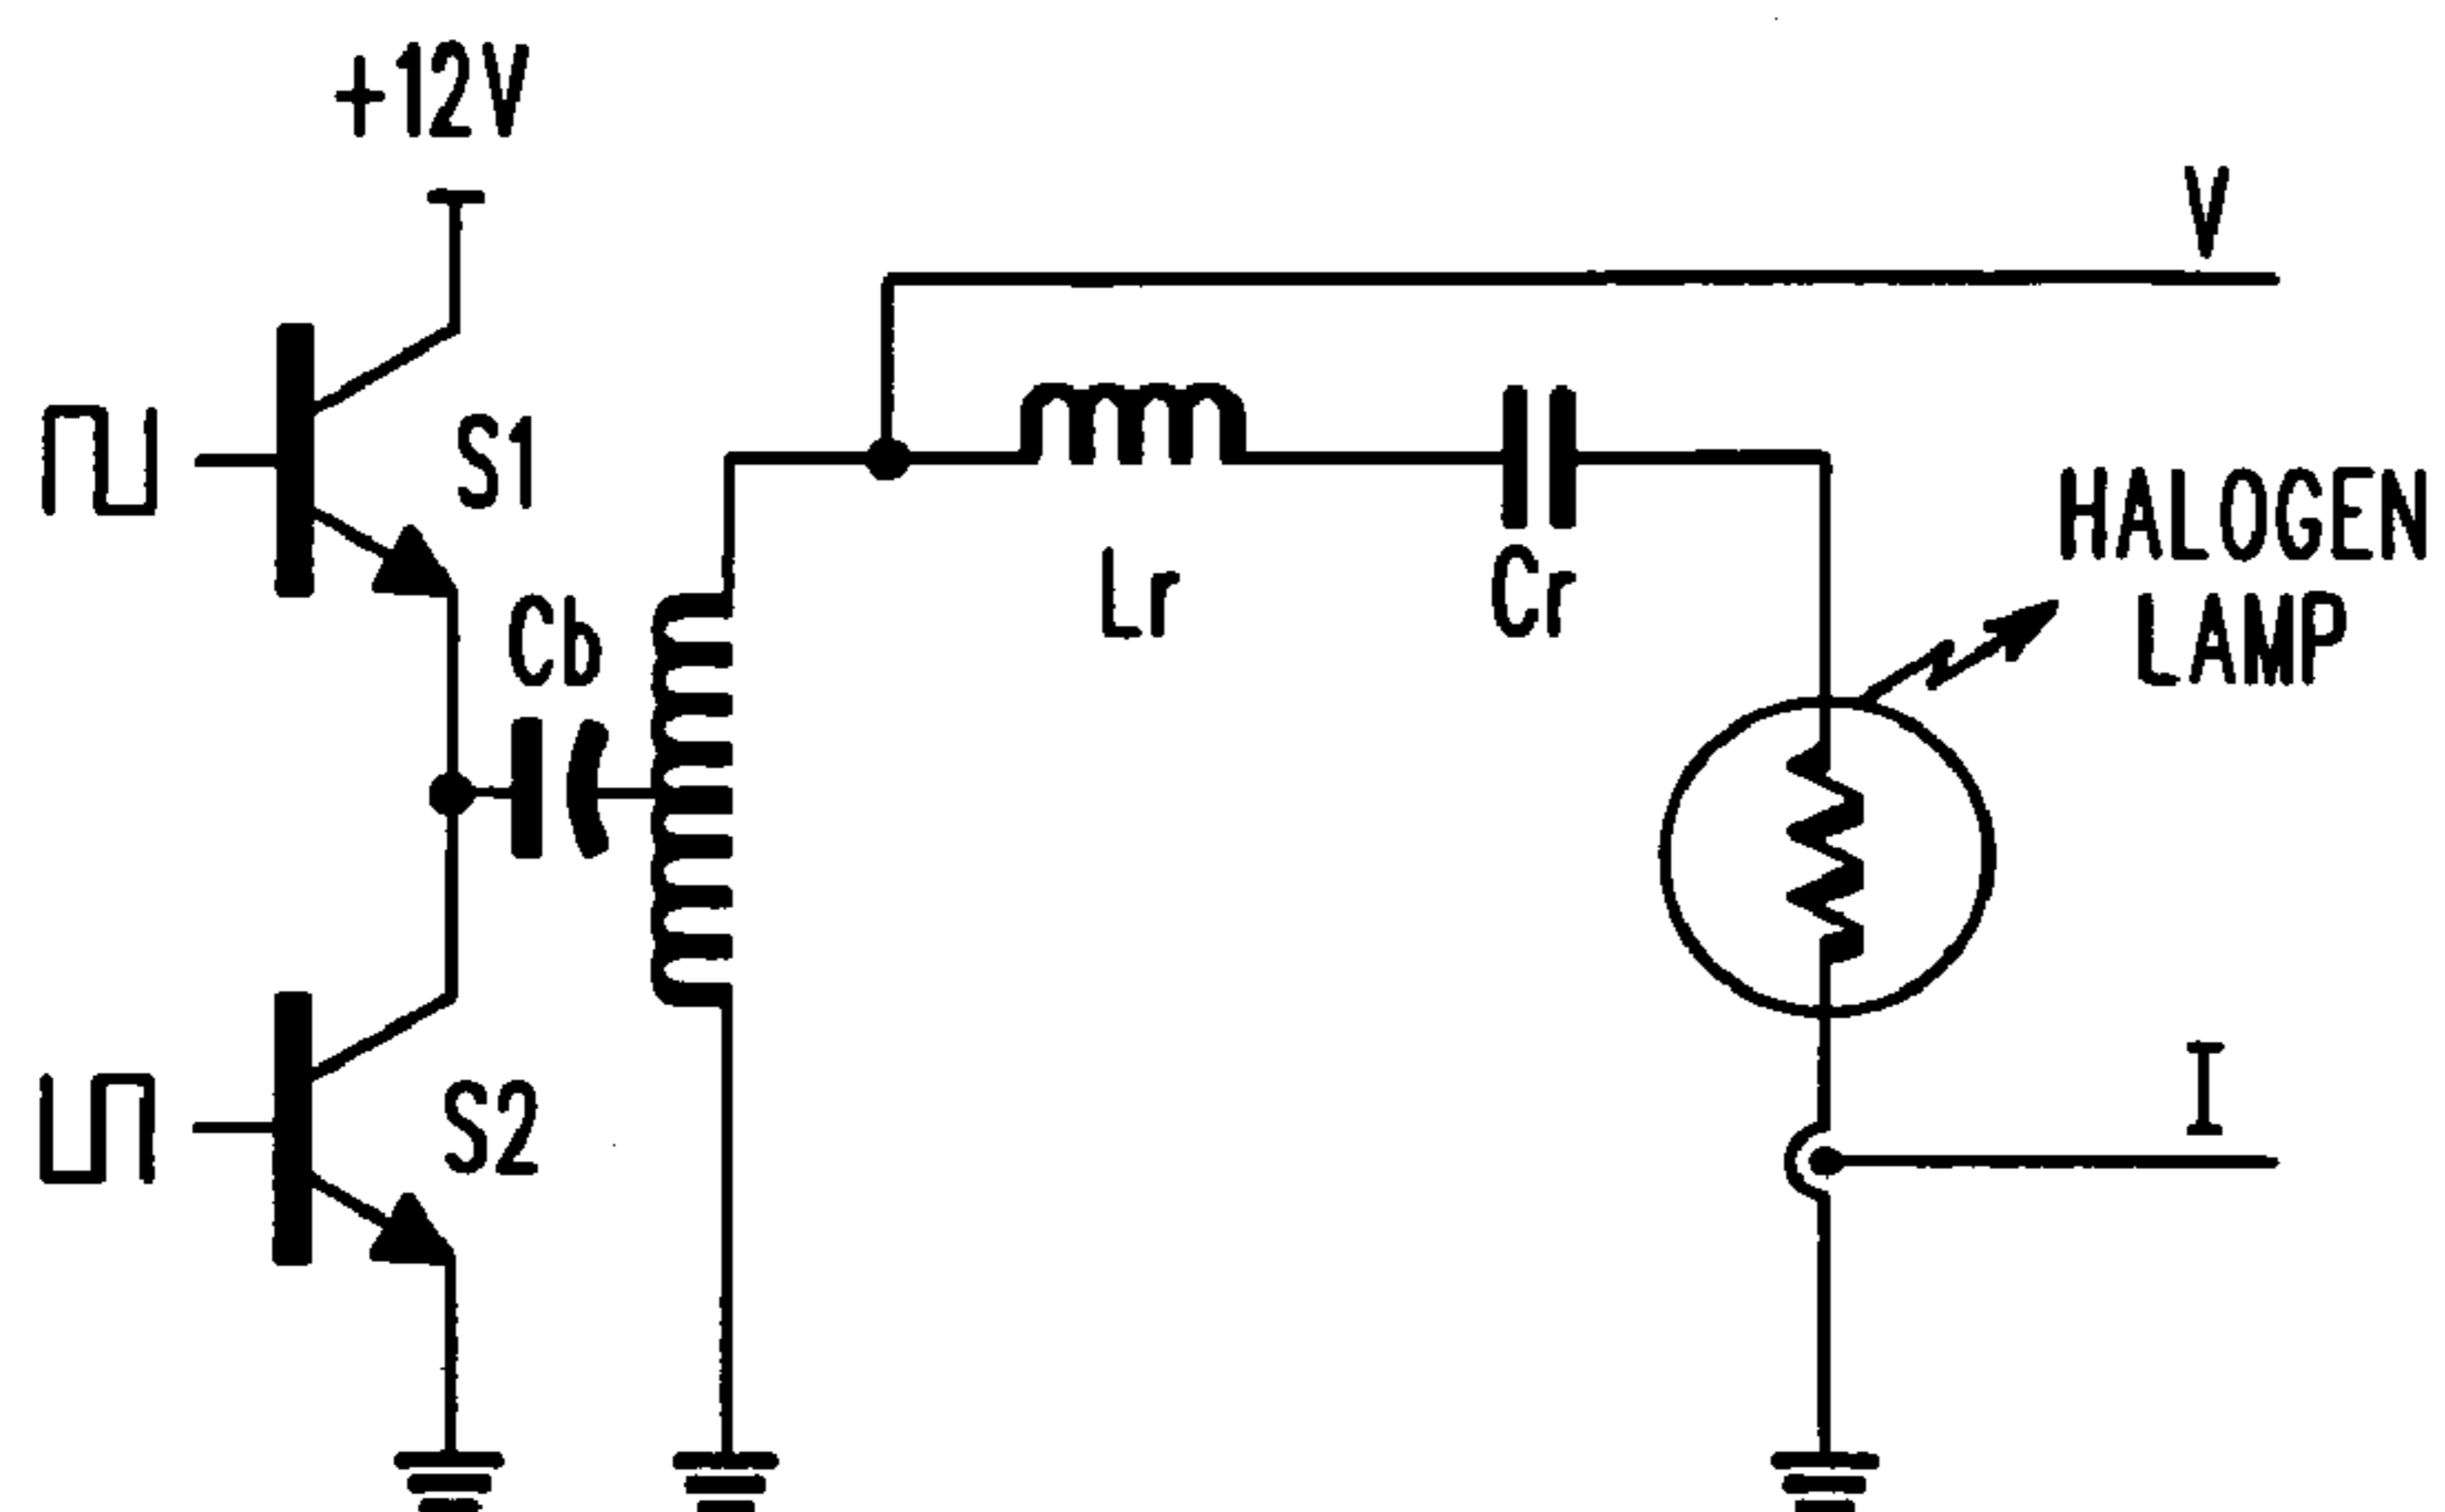 +12V
V
S1
HALOGEN
LAMP
Lr
Cr
Cb
I
S2